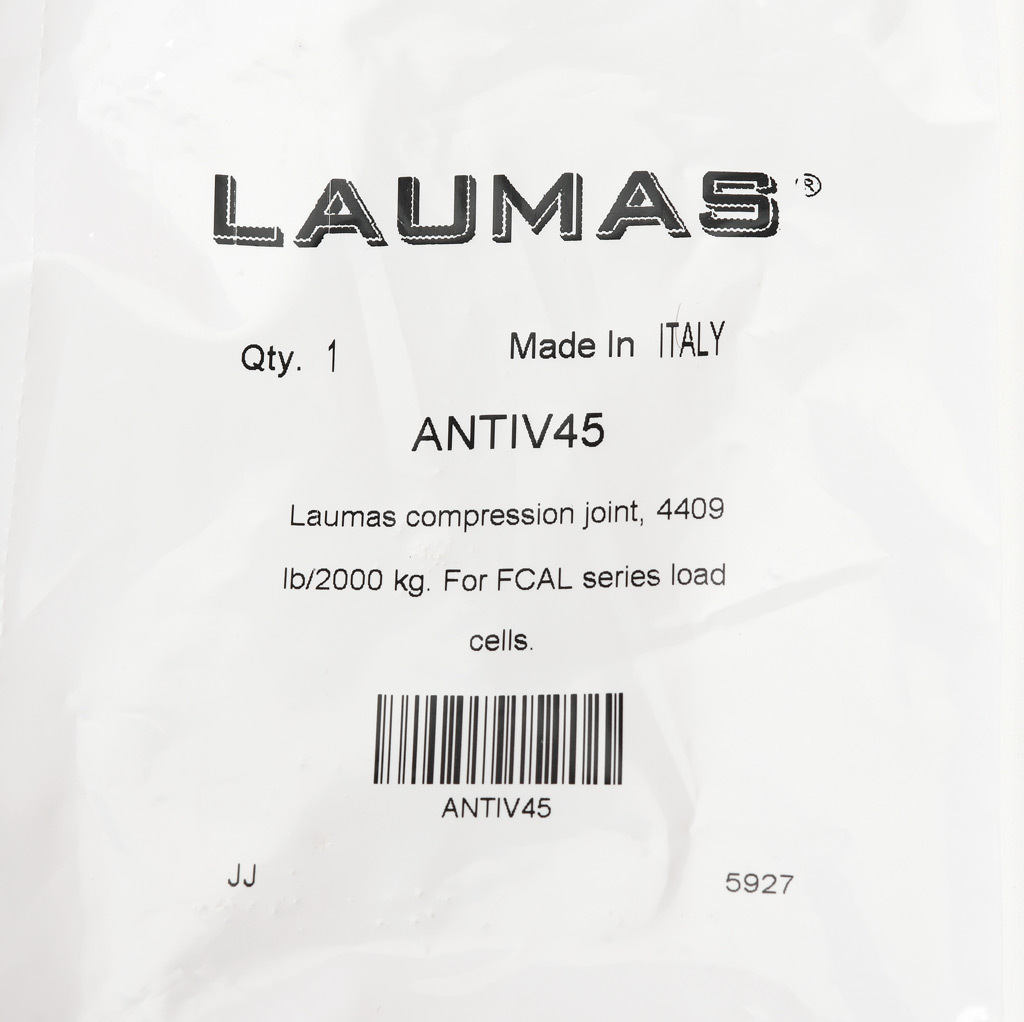 LAUMAS®
Qty. 1 Made In ITALY
ANTIV45
Laumas compression joint, 4409
lb/2000 kg. For FCAL series load
cells.
ANTIV45
JJ 5927